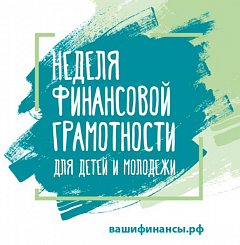 НЕДЕЛЯ
ФИНАНСОВОЙ
ГРАМОТНОСТИ
ДЛЯ ДЕТЕЙ И МОЛОДЕЖИ
вашифинансы.рф